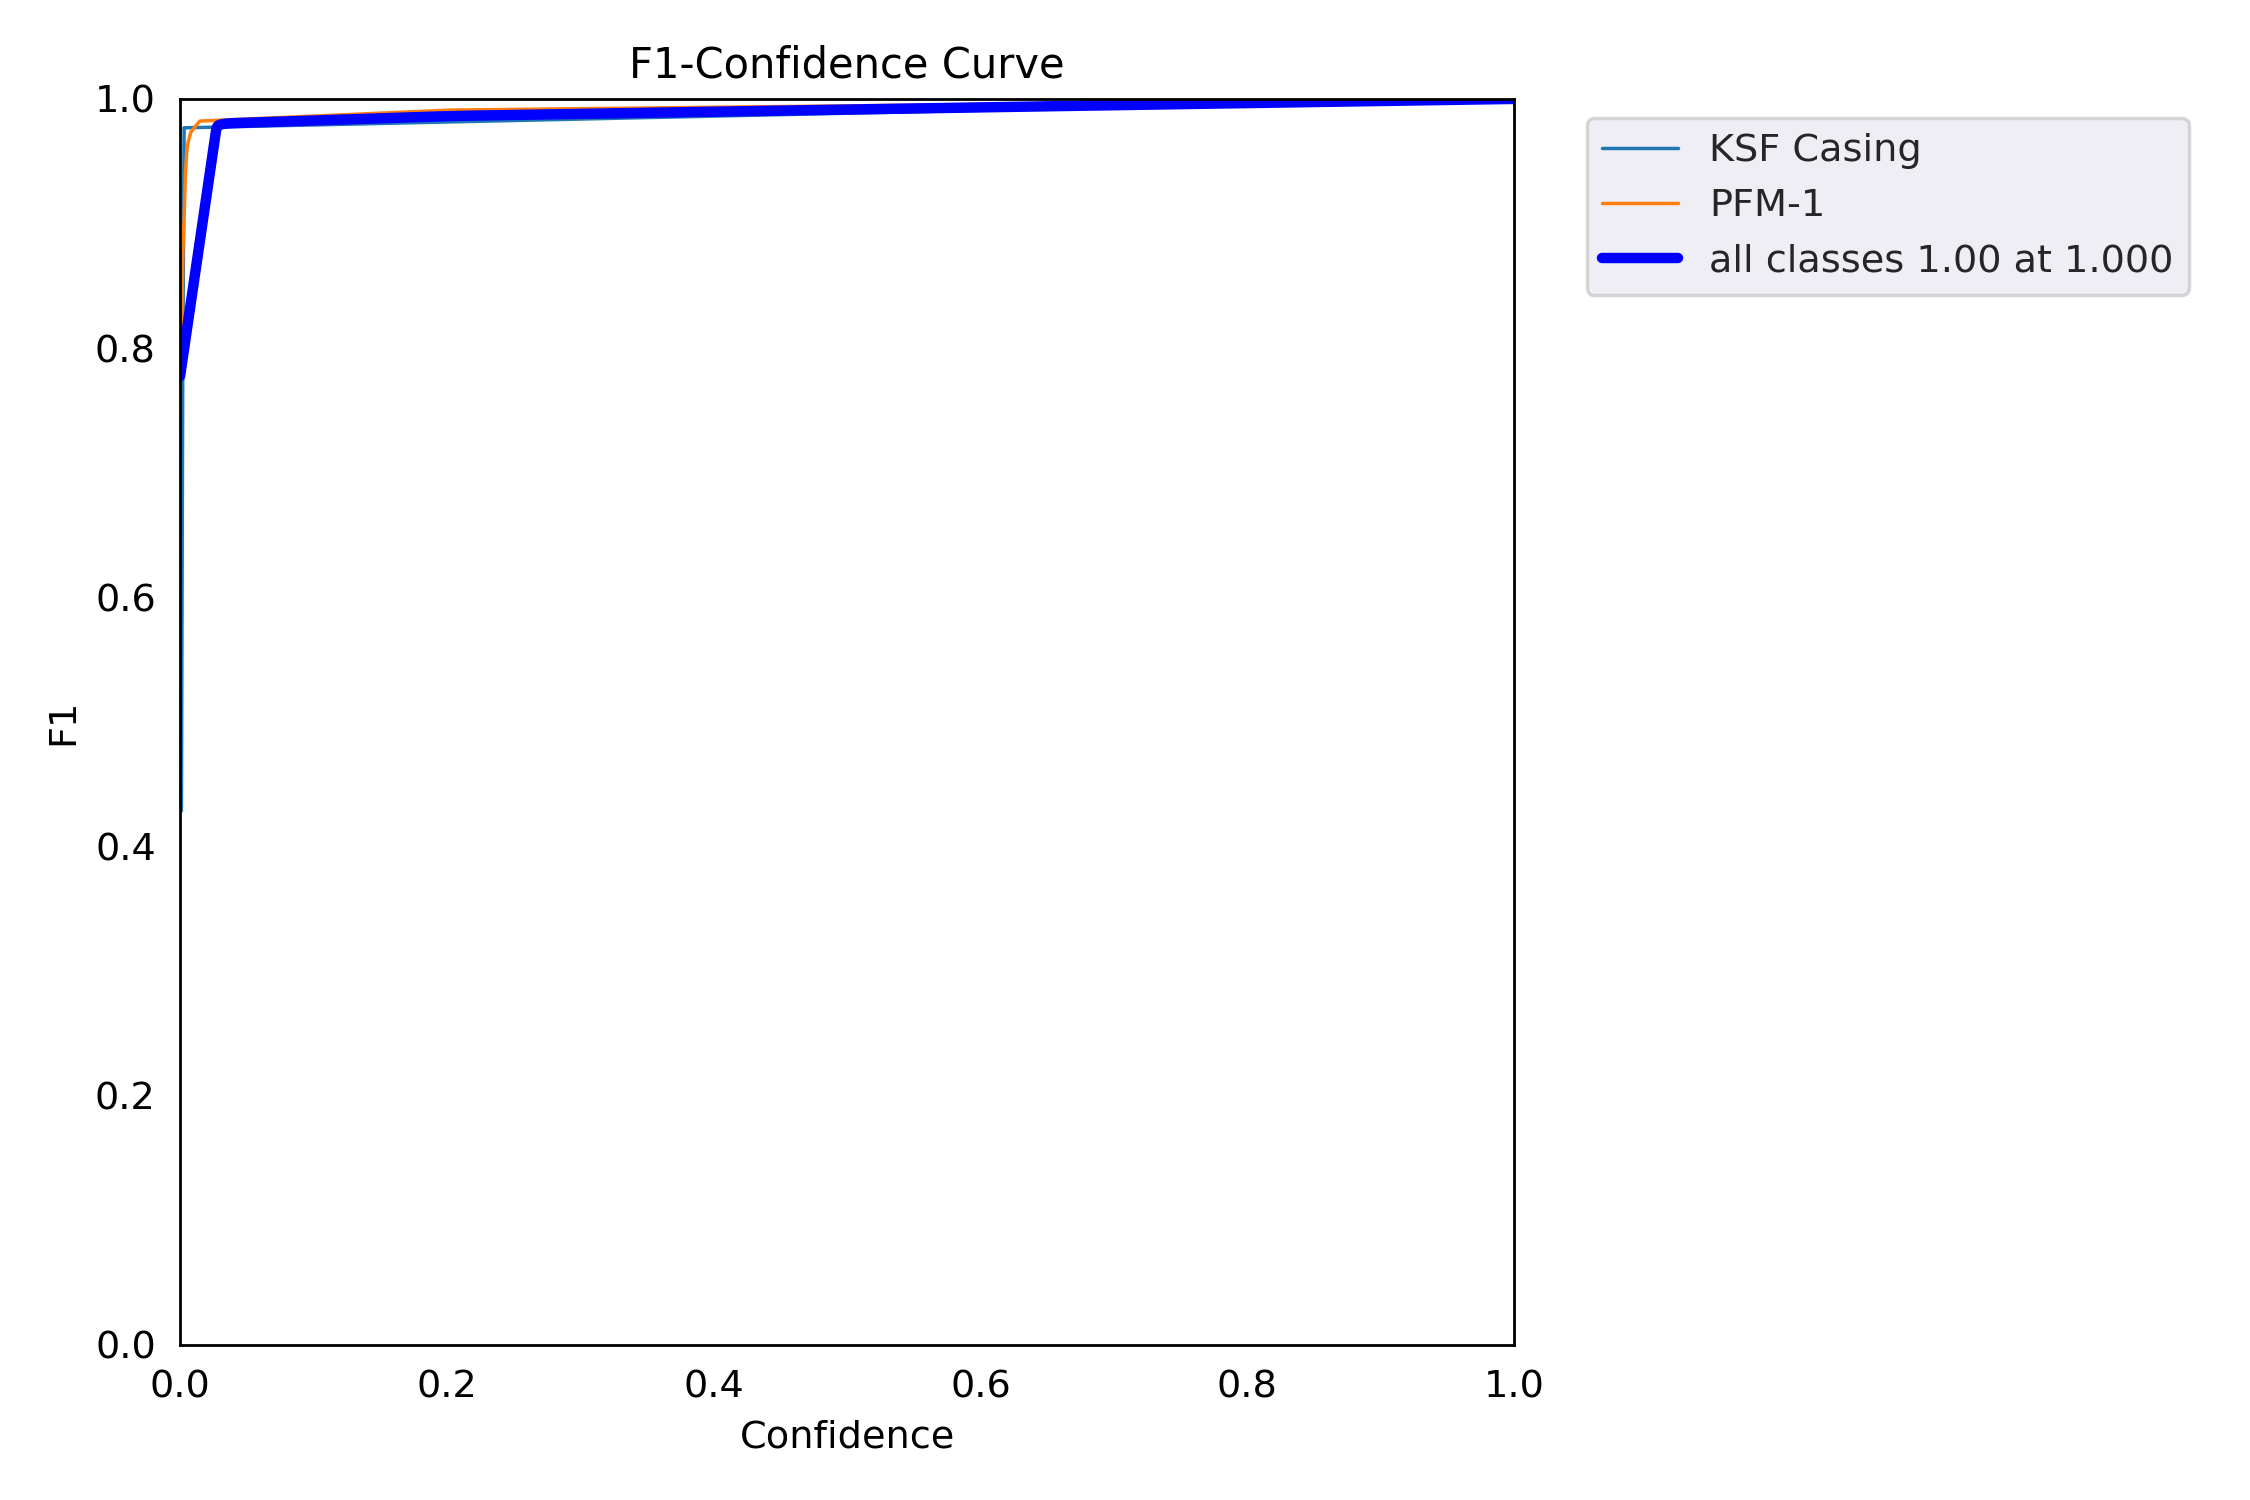 F1-Confidence Curve
1.0
0.8
0.6
0.4
0.2
0.0
F1
0.0 0.2 0.4 0.6 0.8 1.0
Confidence
KSF Casing
PFM-1
all classes 1.00 at 1.000